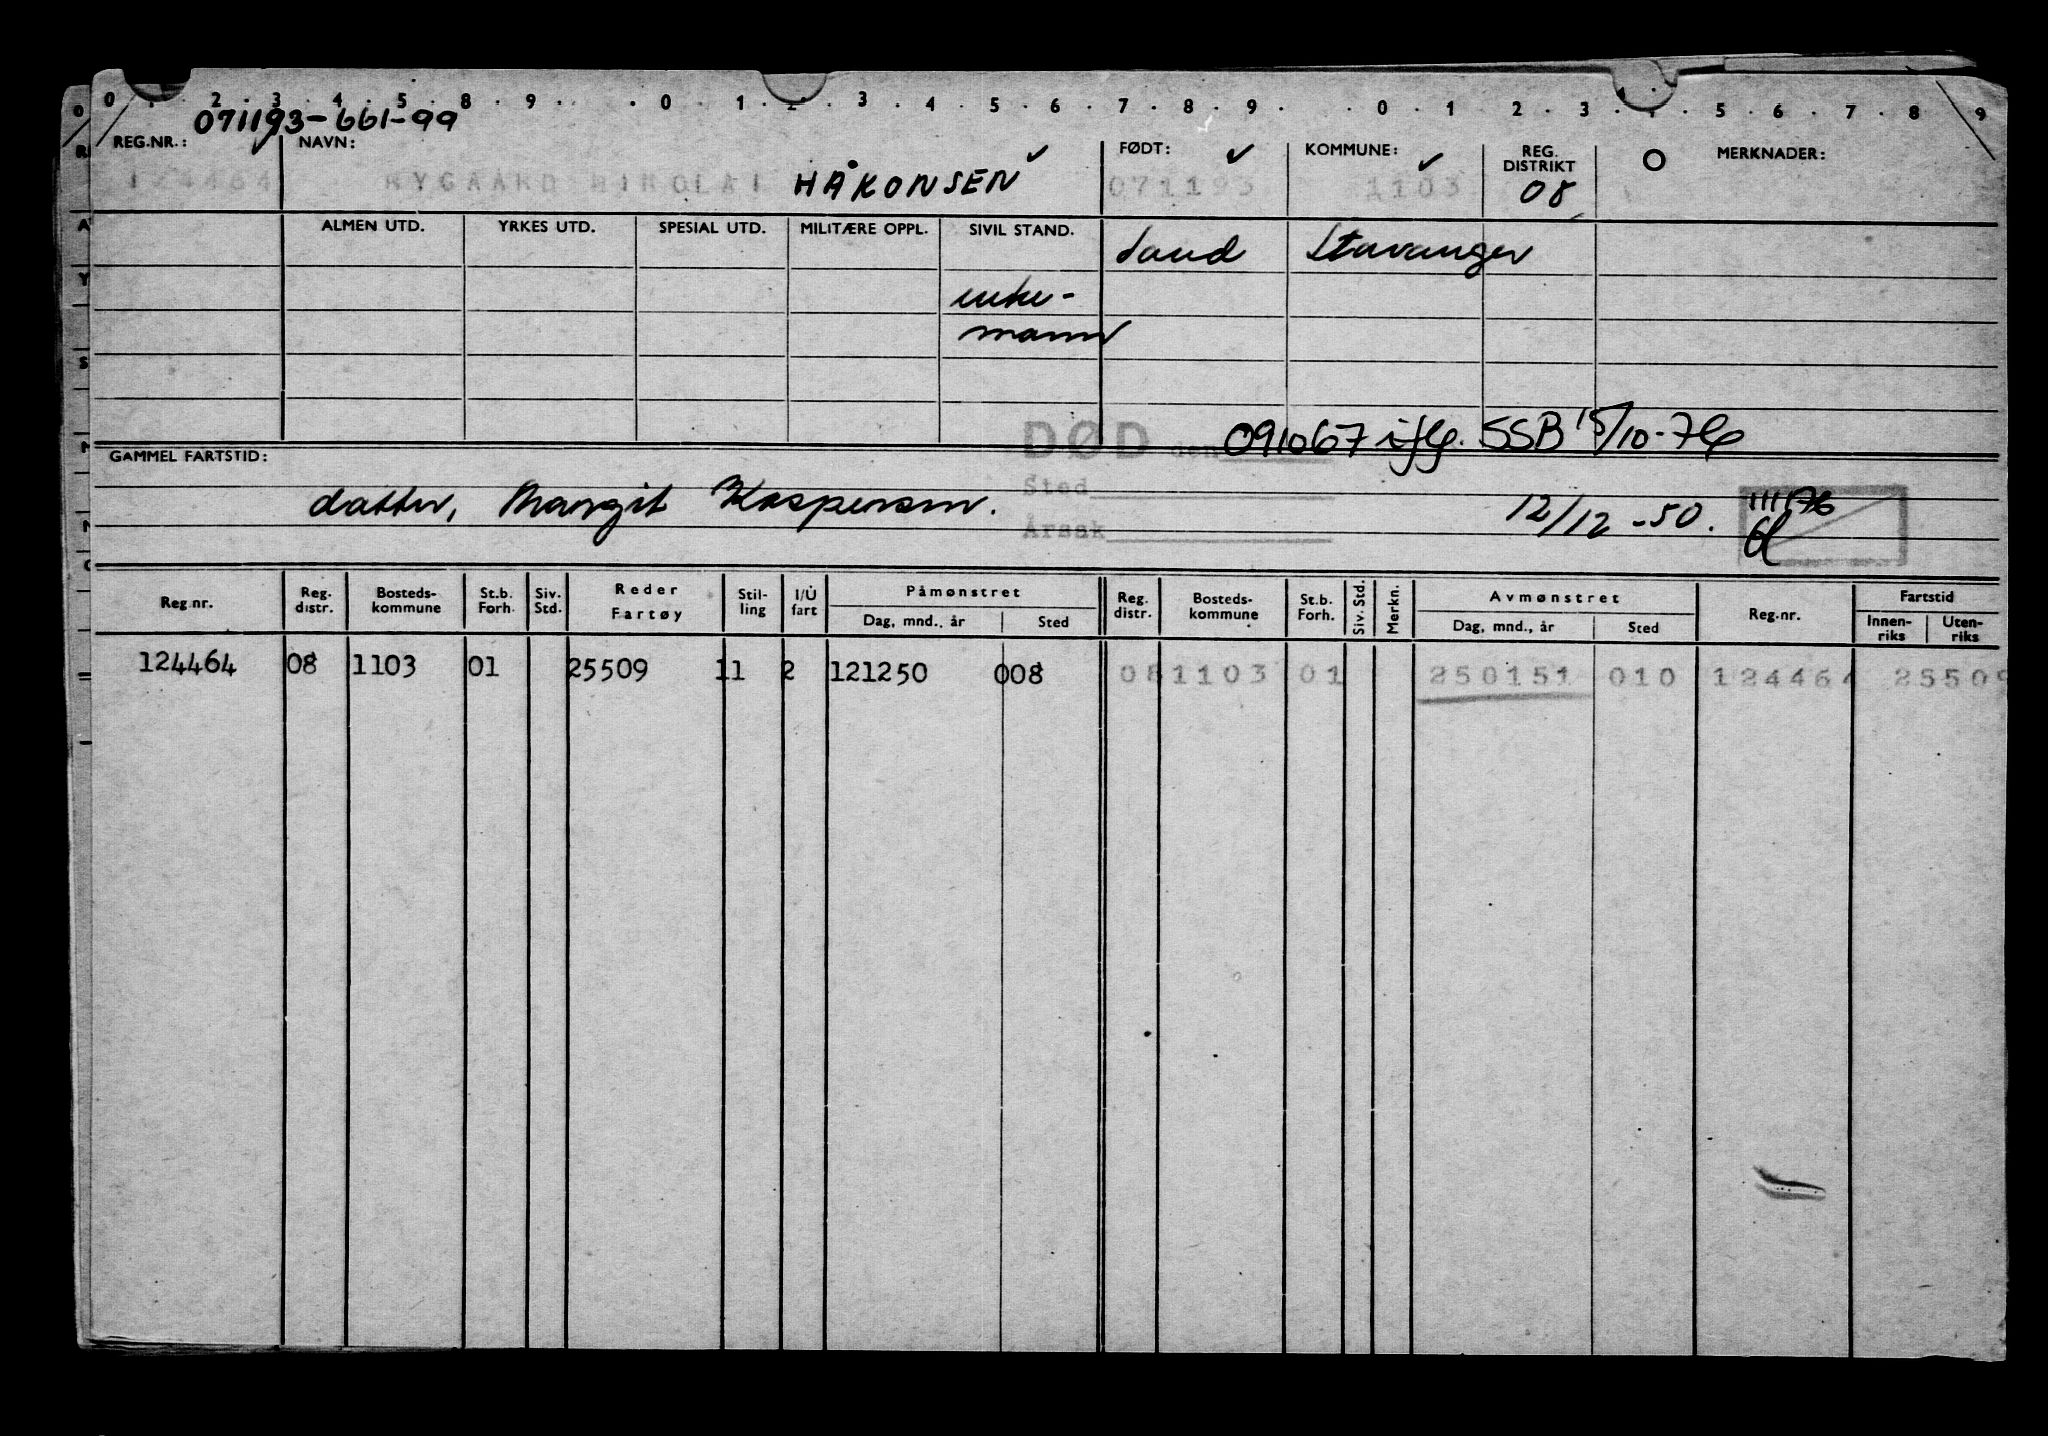 0 1 . 2 . 3 . 4 . 5 . 8 . 9 . . 0 . 1 . 2 . 3 . 4 . 5 . 6 . 7 . 8 . 9 . . 0 . 1 . 2 . 3 . . 5 . 6 . 7 . 8 . 9
071193-661-99
REG.NR.: NAVN: FØDT: KOMMUNE: REG. DISTRIKT MERKNADER:
124464 RYGAARD NIKOLAI HÅKONSEN 071193 1103 08
ALMEN UTD. YRKES UTD. SPESIAL UTD. MILITÆRE OPPL. SIVIL STAND. Sand Stavanger
enke-
mann
DØD den 091067 iflg. SSB 15/10-76
GAMMEL FARTSTID:
Sted
datter, Margit Kaspersen. 12/12-50.
Årsak
Reg.nr. Reg. distr. Bosteds-kommune St.b. Forh. Siv. Std. Reder Fartøy Stil-ling I/U fart Påmønstret Reg. distr. Bosteds-kommune St.b. Forh. Siv. Std. Merkn. Avmønstret Reg.nr. Fartstid
Dag, mnd., år Sted Dag, mnd., år Sted Innen-riks Uten-riks
124464 08 1103 01 25509 11 2 121250 008 08 1103 01 250151 010 124464 25509